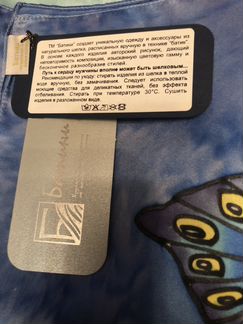 ТМ "Батики" создает уникальную одежду и аксессуары из
натурального шелка, расписанные вручную в технике "батик".
В основе каждого изделия авторский рисунок, дающий
неповторимость композиции, изысканную цветовую гамму и
бесконечное разнообразие стилей.
Путь к сердцу мужчины вполне может быть шелковым...
Рекомендации по уходу: стирать изделия из шелка в теплой
воде вручную, без замачивания. Следует использовать
моющие средства для деликатных тканей, без эффекта
отбеливания. Стирать при температуре 30°С. Сушить
изделия в разложенном виде.